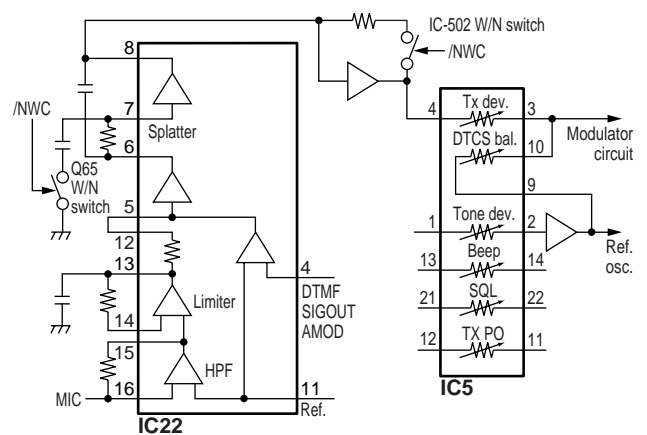 IC-502 W/N switch
/NWC
8
/NWC
7
Splatter
6
Q65
W/N
switch
5
12
13
4
DTMF
SIGOUT
AMOD
Limiter
14
15
HPF
MIC
16
11
Ref.
IC22
4
Tx dev.
3
DTCS bal.
10
Modulator
circuit
9
1
Tone dev.
2
Ref.
osc.
13
Beep
14
21
SQL
22
12
TX PO
11
IC5